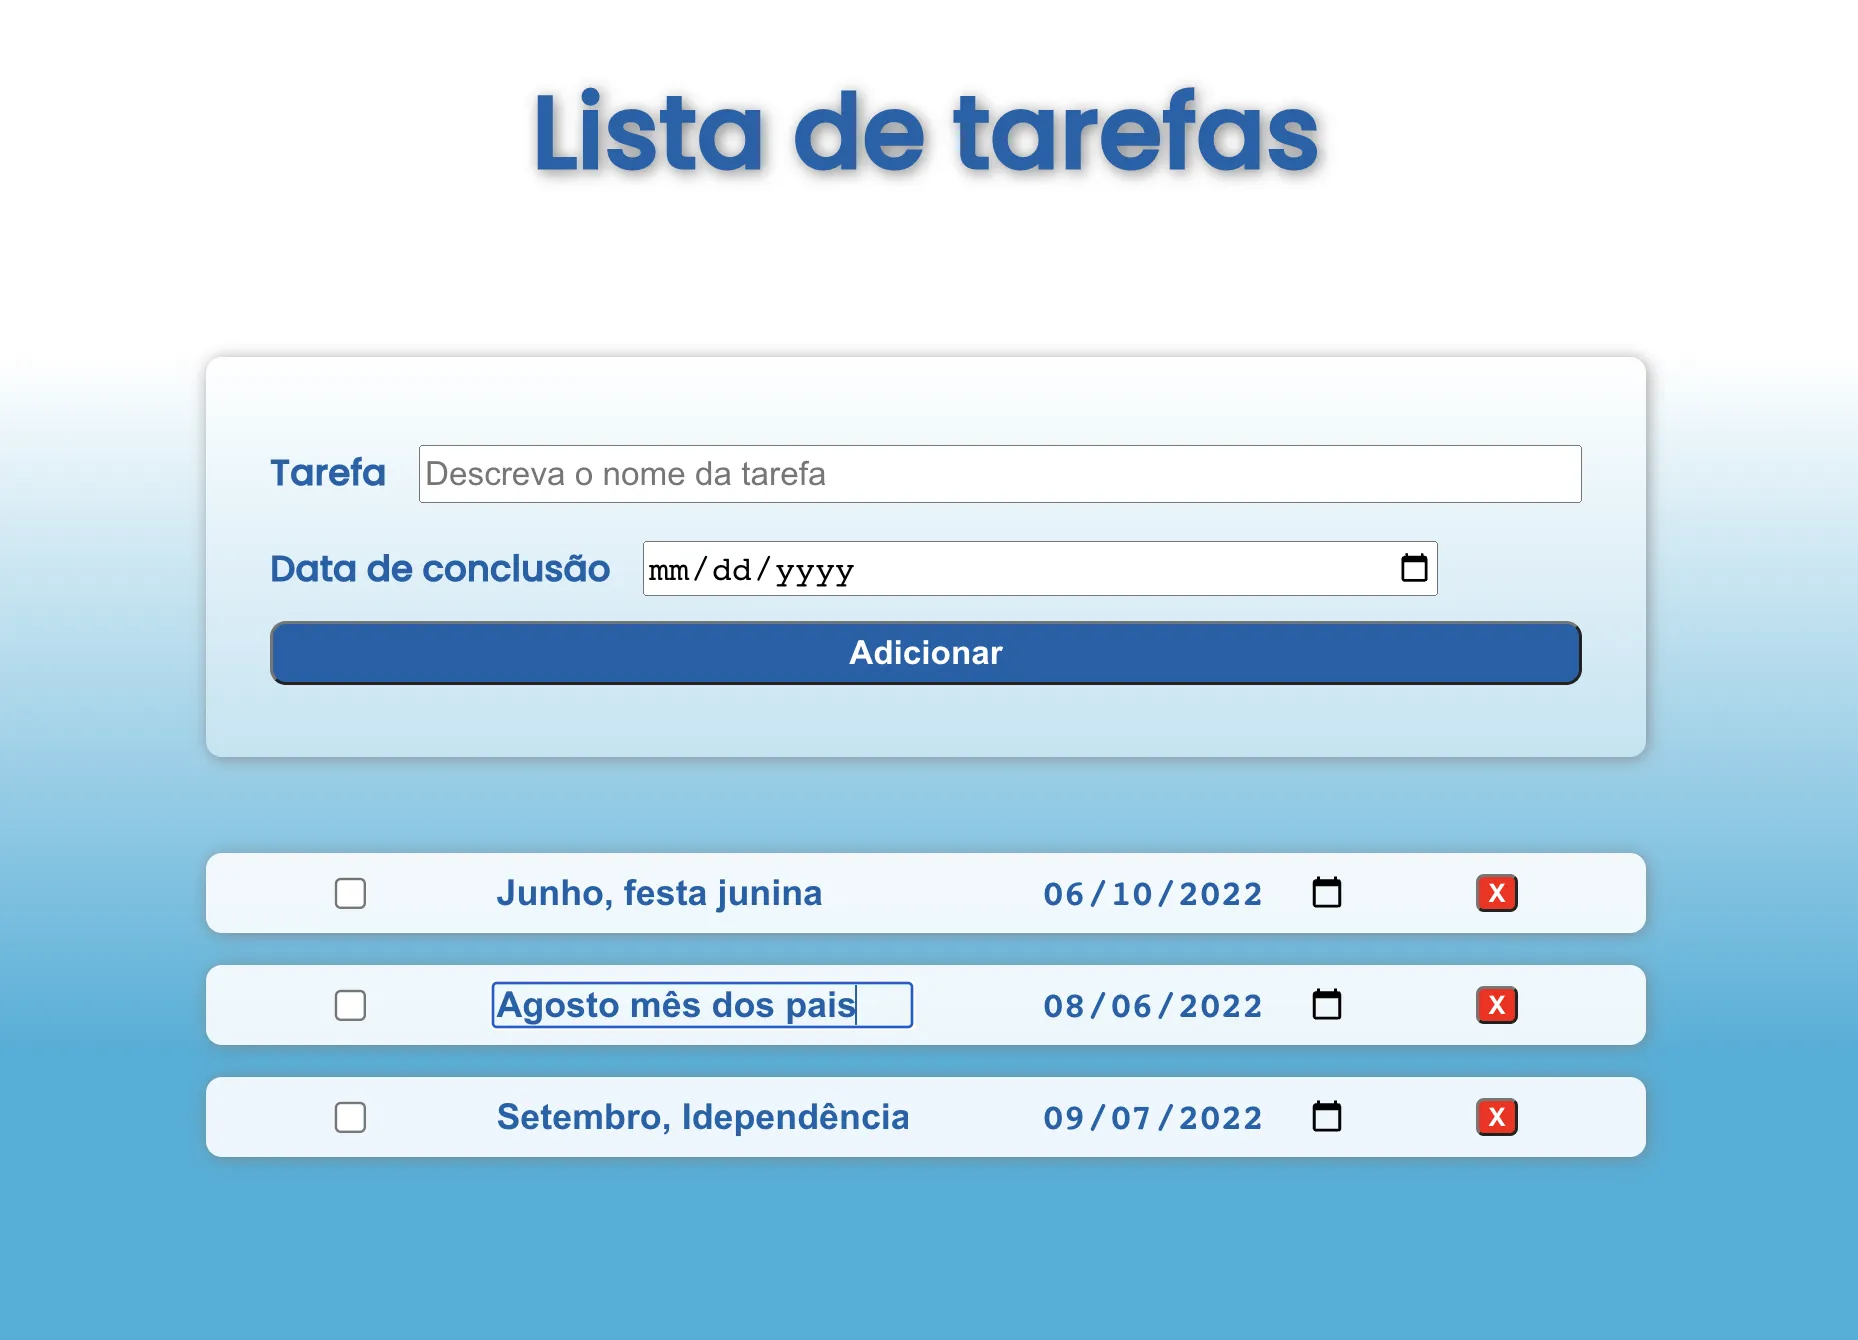 Lista de tarefas
Tarefa Descreva o nome da tarefa
Data de conclusão mm/dd/yyyy
Adicionar
Junho, festa junina 06/10/2022 X
Agosto mês dos pais 08/06/2022 X
Setembro, Idependência 09/07/2022 X